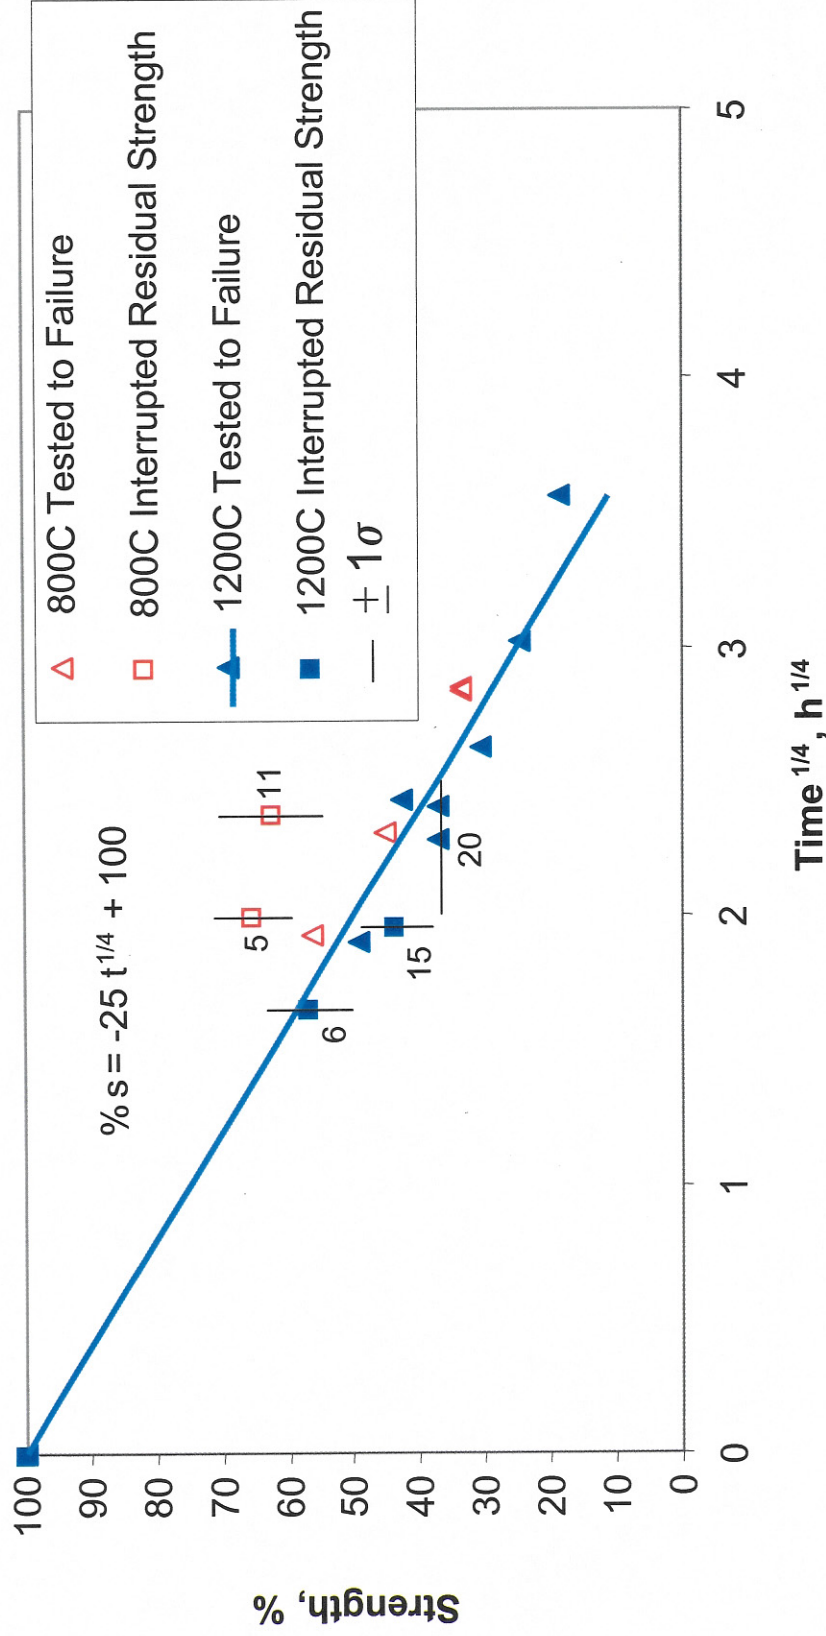 800C Tested to Failure
800C Interrupted Residual Strength
1200C Tested to Failure
1200C Interrupted Residual Strength
± 1σ
% s = -25 t^1/4 + 100
Strength, %
100
90
80
70
60
50
40
30
20
10
0
5
11
6
15
20
0
1
2
3
4
5
Time^1/4, h^1/4